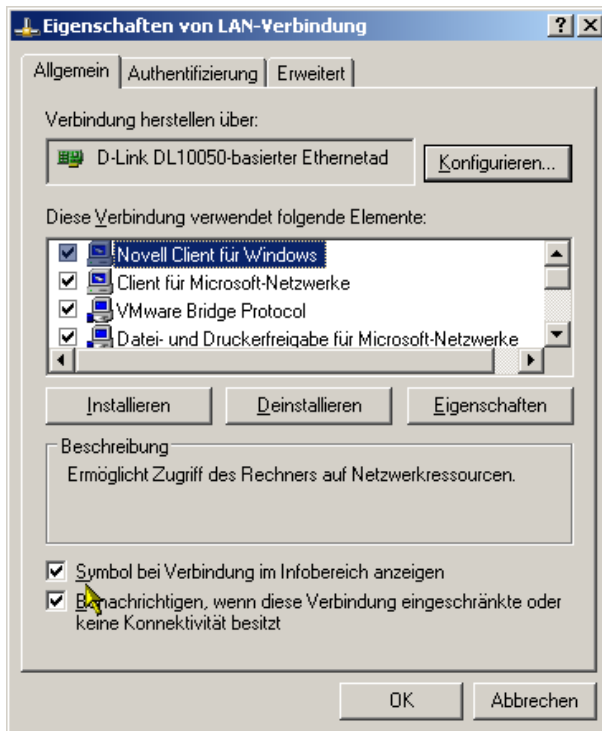 Eigenschaften von LAN-Verbindung
Allgemein Authentifizierung Erweitert
Verbindung herstellen über:
D-Link DL10050-basierter Ethernetad
Konfigurieren...
Diese Verbindung verwendet folgende Elemente:
Novell Client für Windows
Client für Microsoft-Netzwerke
VMware Bridge Protocol
Datei- und Druckerfreigabe für Microsoft-Netzwerke
Installieren Deinstallieren Eigenschaften
Beschreibung
Ermöglicht Zugriff des Rechners auf Netzwerkressourcen.
Symbol bei Verbindung im Infobereich anzeigen
Benachrichtigen, wenn diese Verbindung eingeschränkte oder
keine Konnektivität besitzt
OK Abbrechen